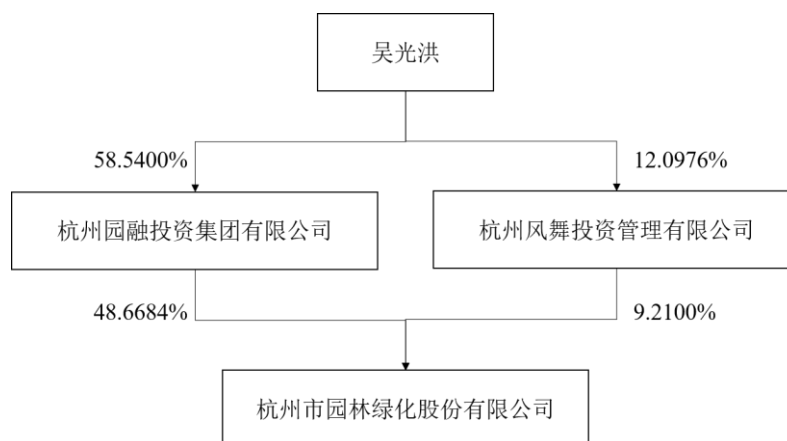 吴光洪
58.5400%
12.0976%
杭州园融投资集团有限公司
杭州风舞投资管理有限公司
48.6684%
9.2100%
杭州市园林绿化股份有限公司